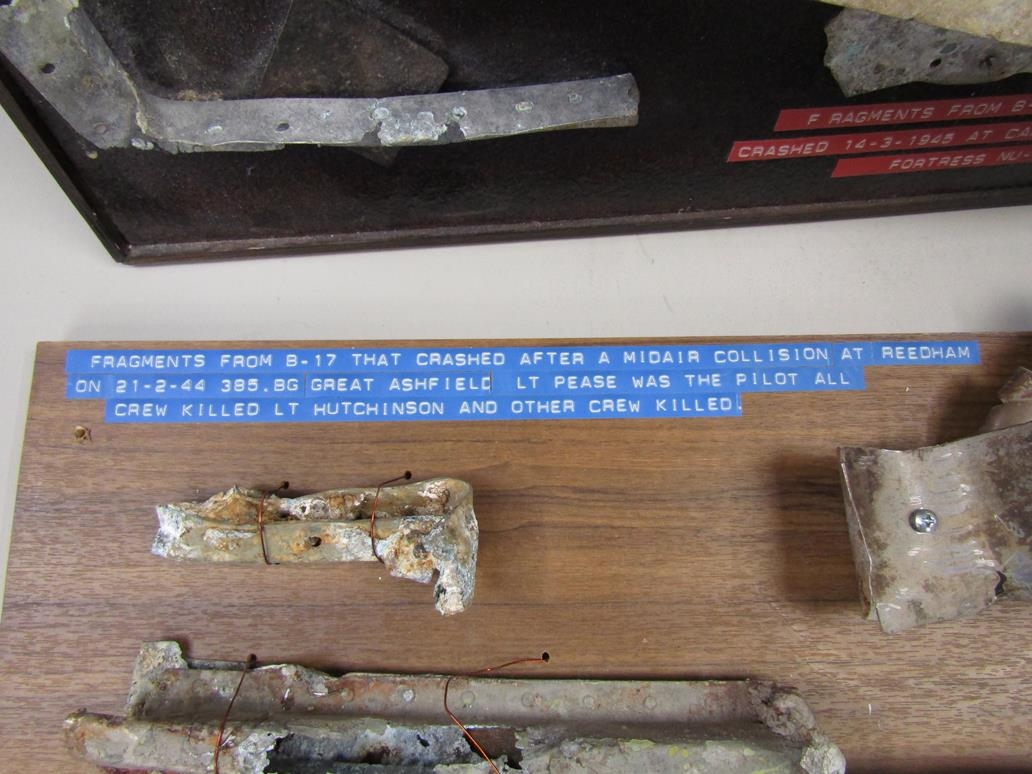 F RAGMENTS FROM B
CRASHED 14-3-1945 AT CA
FORTRESS NU
FRAGMENTS FROM B-17 THAT CRASHED AFTER A MIDAIR COLLISION AT REEDHAM
ON 21-2-44 385.BG GREAT ASHFIELD LT PEASE WAS THE PILOT ALL
CREW KILLED LT HUTCHINSON AND OTHER CREW KILLED.